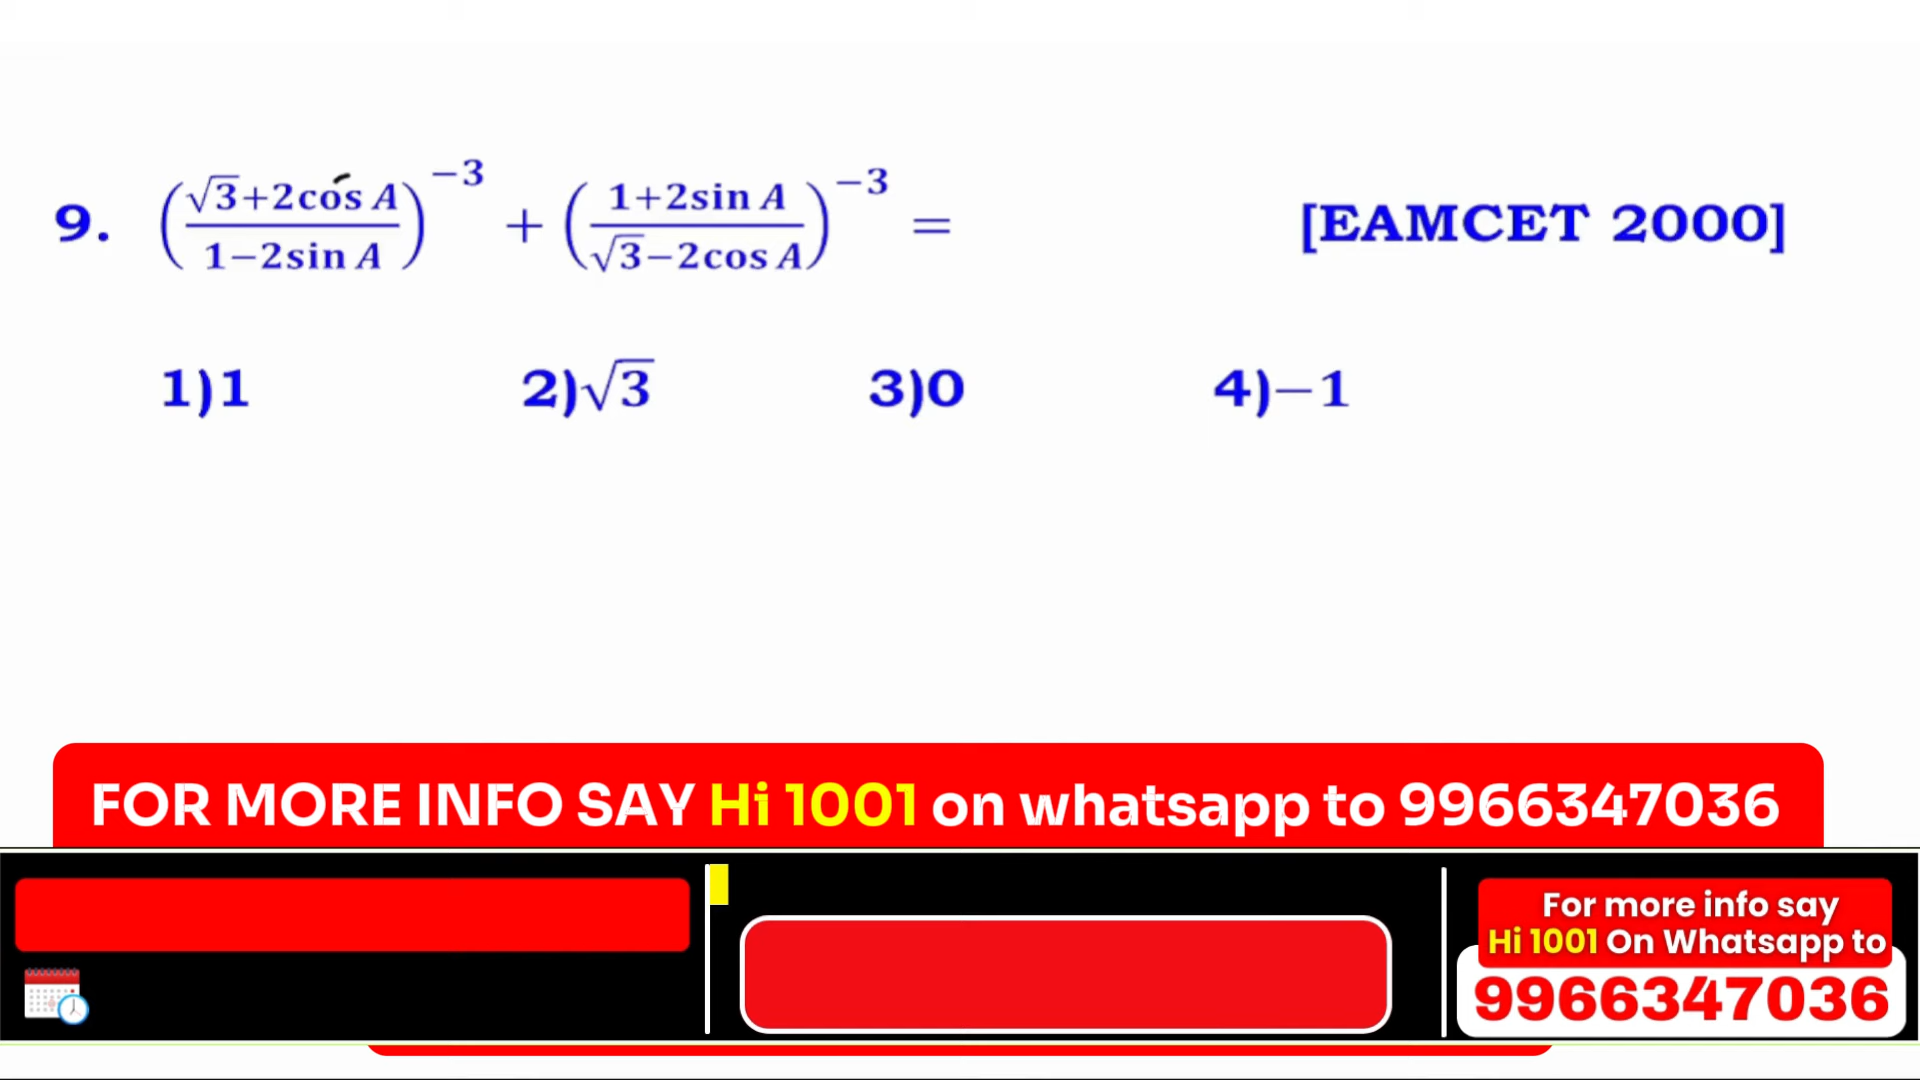 9. (√3+2cos A / 1−2sin A)^−3 + (1+2sin A / √3−2cos A)^−3 = [EAMCET 2000]
1)1 2)√3 3)0 4)−1
FOR MORE INFO SAY Hi 1001 on whatsapp to 9966347036
For more info say
Hi 1001 On Whatsapp to
9966347036